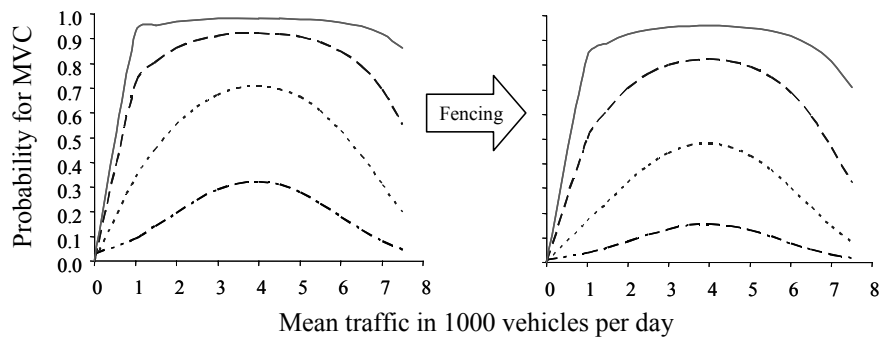 Probability for MVC
1.0
0.9
0.8
0.7
0.6
0.5
0.4
0.3
0.2
0.1
0.0
0 1 2 3 4 5 6 7 8
Fencing
0 1 2 3 4 5 6 7 8
Mean traffic in 1000 vehicles per day